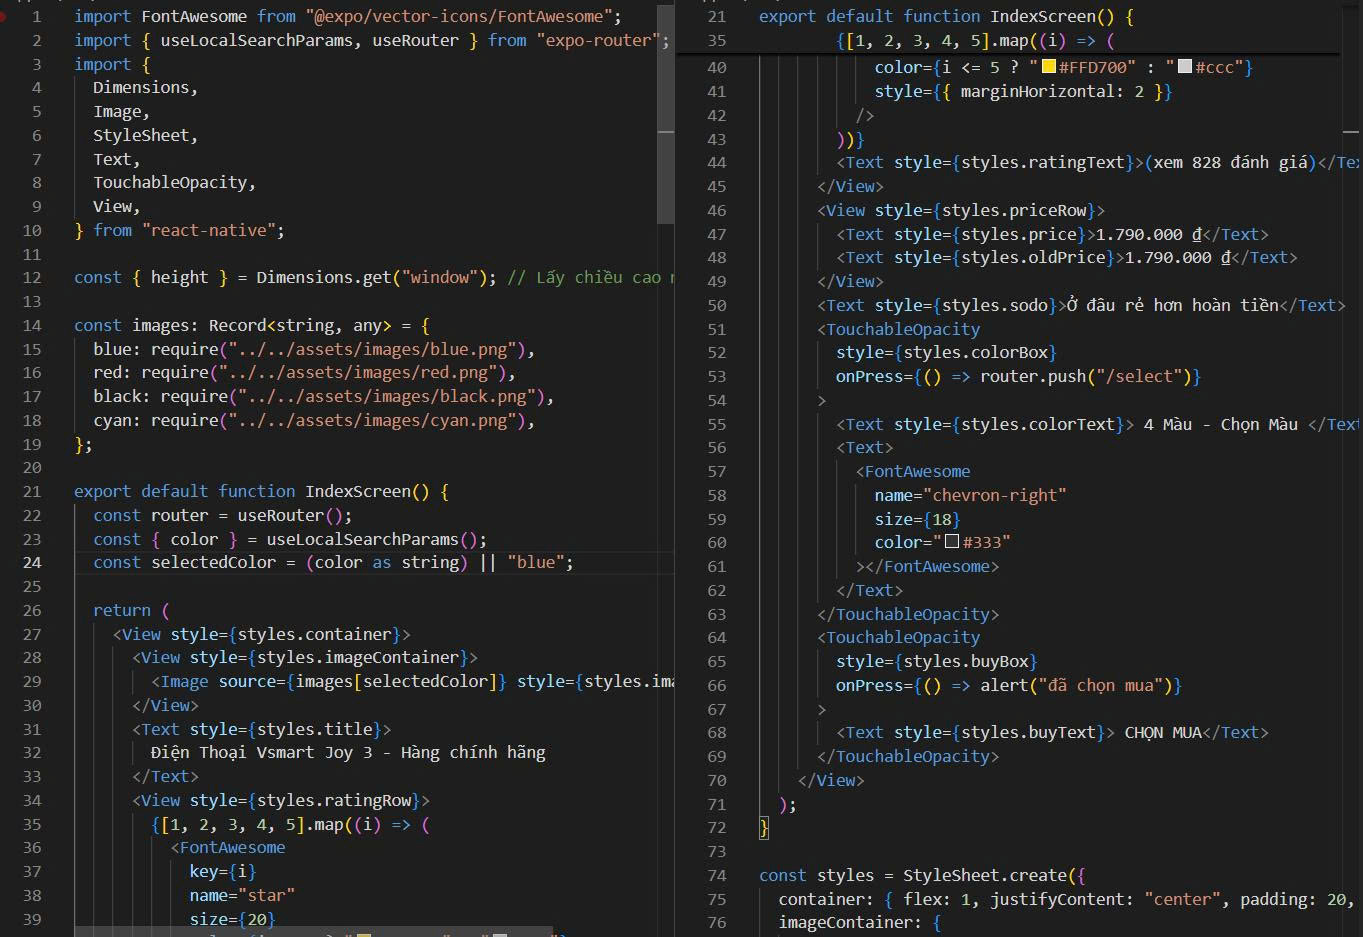 1 import FontAwesome from "@expo/vector-icons/FontAwesome";
2 import { useLocalSearchParams, useRouter } from "expo-router";
3 import {
4 Dimensions,
5 Image,
6 StyleSheet,
7 Text,
8 TouchableOpacity,
9 View,
10 } from "react-native";
11
12 const { height } = Dimensions.get("window"); // Lấy chiều cao
13
14 const images: Record<string, any> = {
15 blue: require("../../assets/images/blue.png"),
16 red: require("../../assets/images/red.png"),
17 black: require("../../assets/images/black.png"),
18 cyan: require("../../assets/images/cyan.png"),
19 };
20
21 export default function IndexScreen() {
22 const router = useRouter();
23 const { color } = useLocalSearchParams();
24 const selectedColor = (color as string) || "blue";
25
26 return (
27 <View style={styles.container}>
28 <View style={styles.imageContainer}>
29 <Image source={images[selectedColor]} style={styles.ima
30 </View>
31 <Text style={styles.title}>
32 Điện Thoại Vsmart Joy 3 - Hàng chính hãng
33 </Text>
34 <View style={styles.ratingRow}>
35 {[1, 2, 3, 4, 5].map((i) => (
36 <FontAwesome
37 key={i}
38 name="star"
39 size={20}
21 export default function IndexScreen() {
35 {[1, 2, 3, 4, 5].map((i) => (
40 color={i <= 5 ? "#FFD700" : "#ccc"}
41 style={{ marginHorizontal: 2 }}
42 />
43 ))}
44 <Text style={styles.ratingText}>(xem 828 đánh giá)</Tex
45 </View>
46 <View style={styles.priceRow}>
47 <Text style={styles.price}>1.790.000 ₫</Text>
48 <Text style={styles.oldPrice}>1.790.000 ₫</Text>
49 </View>
50 <Text style={styles.sodo}>Ở đâu rẻ hơn hoàn tiền</Text>
51 <TouchableOpacity
52 style={styles.colorBox}
53 onPress={() => router.push("/select")}
54 >
55 <Text style={styles.colorText}> 4 Màu - Chọn Màu </Text
56 <Text>
57 <FontAwesome
58 name="chevron-right"
59 size={18}
60 color="#333"
61 ></FontAwesome>
62 </Text>
63 </TouchableOpacity>
64 <TouchableOpacity
65 style={styles.buyBox}
66 onPress={() => alert("đã chọn mua")}
67 >
68 <Text style={styles.buyText}> CHỌN MUA</Text>
69 </TouchableOpacity>
70 </View>
71 );
72 }
73
74 const styles = StyleSheet.create({
75 container: { flex: 1, justifyContent: "center", padding: 20,
76 imageContainer: {